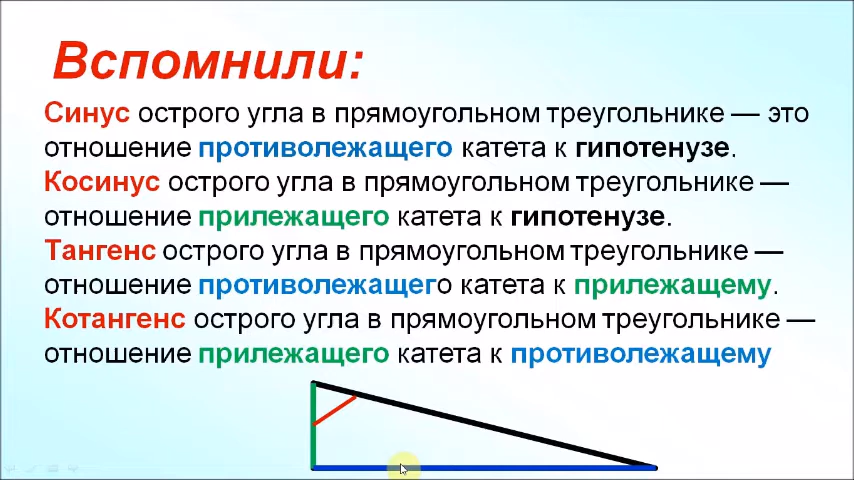 Вспомнили:
Синус острого угла в прямоугольном треугольнике — это
отношение противолежащего катета к гипотенузе.
Косинус острого угла в прямоугольном треугольнике —
отношение прилежащего катета к гипотенузе.
Тангенс острого угла в прямоугольном треугольнике —
отношение противолежащего катета к прилежащему.
Котангенс острого угла в прямоугольном треугольнике —
отношение прилежащего катета к противолежащему